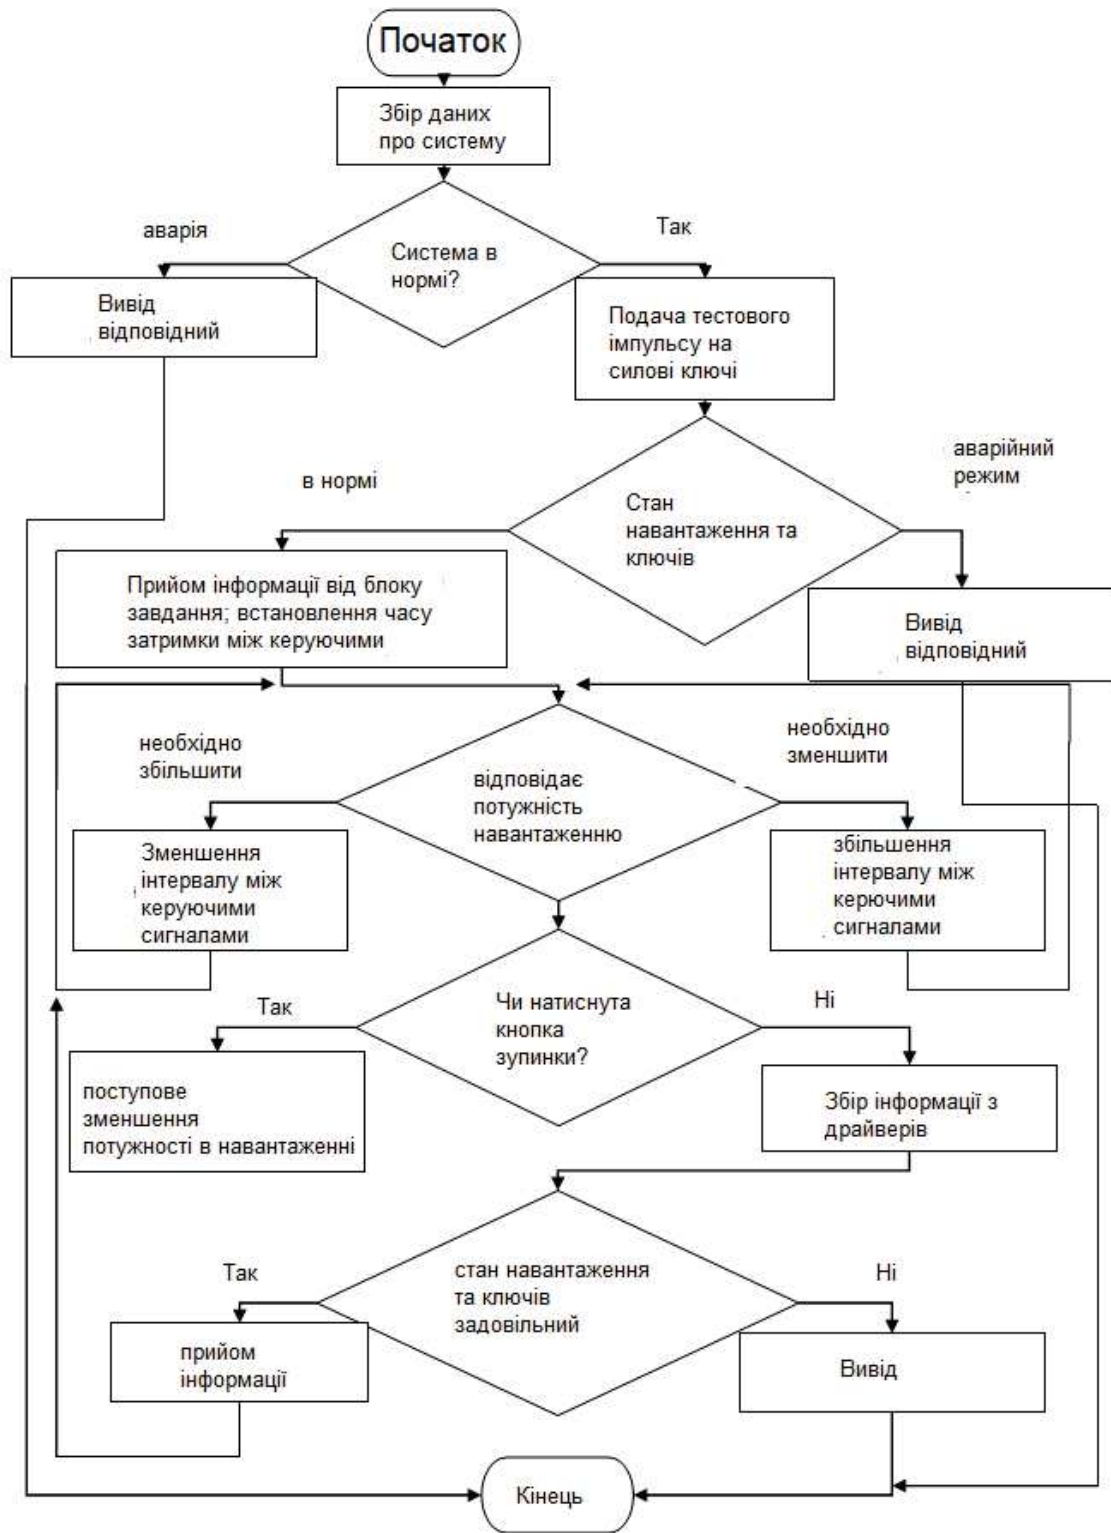 Початок
Збір даних
про систему
аварія
Так
Система в
нормі?
Вивід
відповідний
Подача тестового
імпульсу на
силові ключі
в нормі
аварійний
режим
Стан
навантаження та
ключів
Прийом інформації від блоку
завдання; встановлення часу
затримки між керуючими
Вивід
відповідний
необхідно
збільшити
необхідно
зменшити
відповідає
потужність
навантаженню
Зменшення
інтервалу між
керуючими
сигналами
збільшення
інтервалу між
керючими
сигналами
Так
Чи натиснута
кнопка
зупинки?
Ні
поступове
зменшення
потужності в навантаженні
Збір інформації з
драйверів
Так
стан навантаження
та ключів
задовільний
Ні
прийом
інформації
Вивід
Кінець